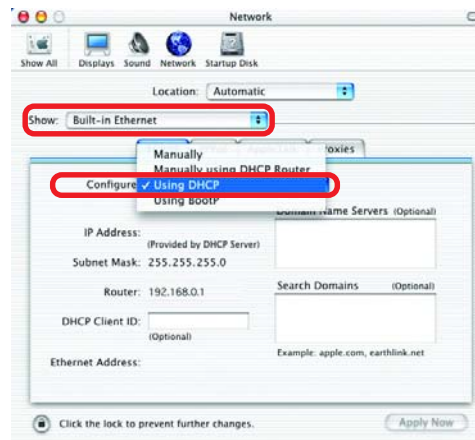 Network
Show All Displays Sound Network Startup Disk
Location: Automatic
Show: Built-in Ethernet
Proxies
Manually
Manually using DHCP Router
Configure ✓ Using DHCP
Using BootP
Domain Name Servers (Optional)
IP Address:
(Provided by DHCP Server)
Subnet Mask: 255.255.255.0
Router: 192.168.0.1
Search Domains (Optional)
DHCP Client ID:
(Optional)
Example: apple.com, earthlink.net
Ethernet Address:
Click the lock to prevent further changes.
Apply Now